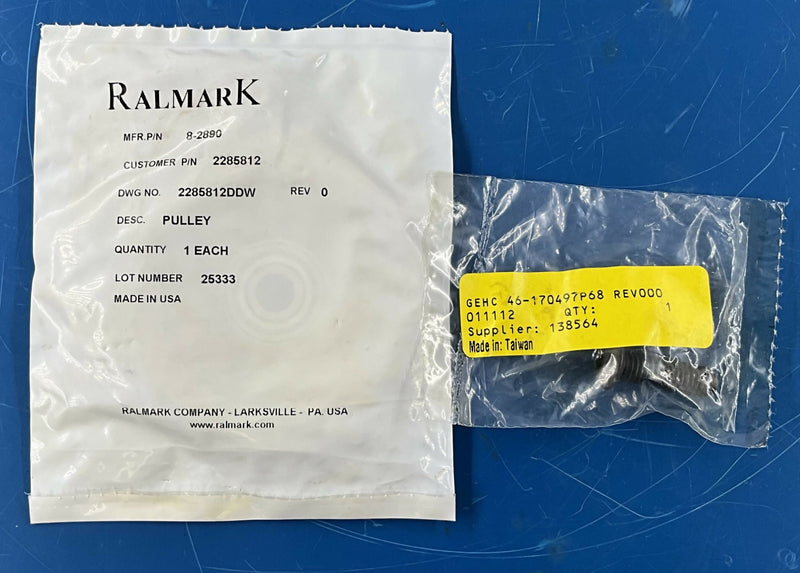 RALMARK
MFR.P/N 8-2890
CUSTOMER P/N 2285812
DWG NO. 2285812DDW REV 0
DESC. PULLEY
QUANTITY 1 EACH
LOT NUMBER 25333
MADE IN USA
RALMARK COMPANY - LARKSVILLE - PA. USA
www.ralmark.com
GEHC 46-170497P68 REV000
011112 QTY: 1
Supplier: 138564
Made in: Taiwan